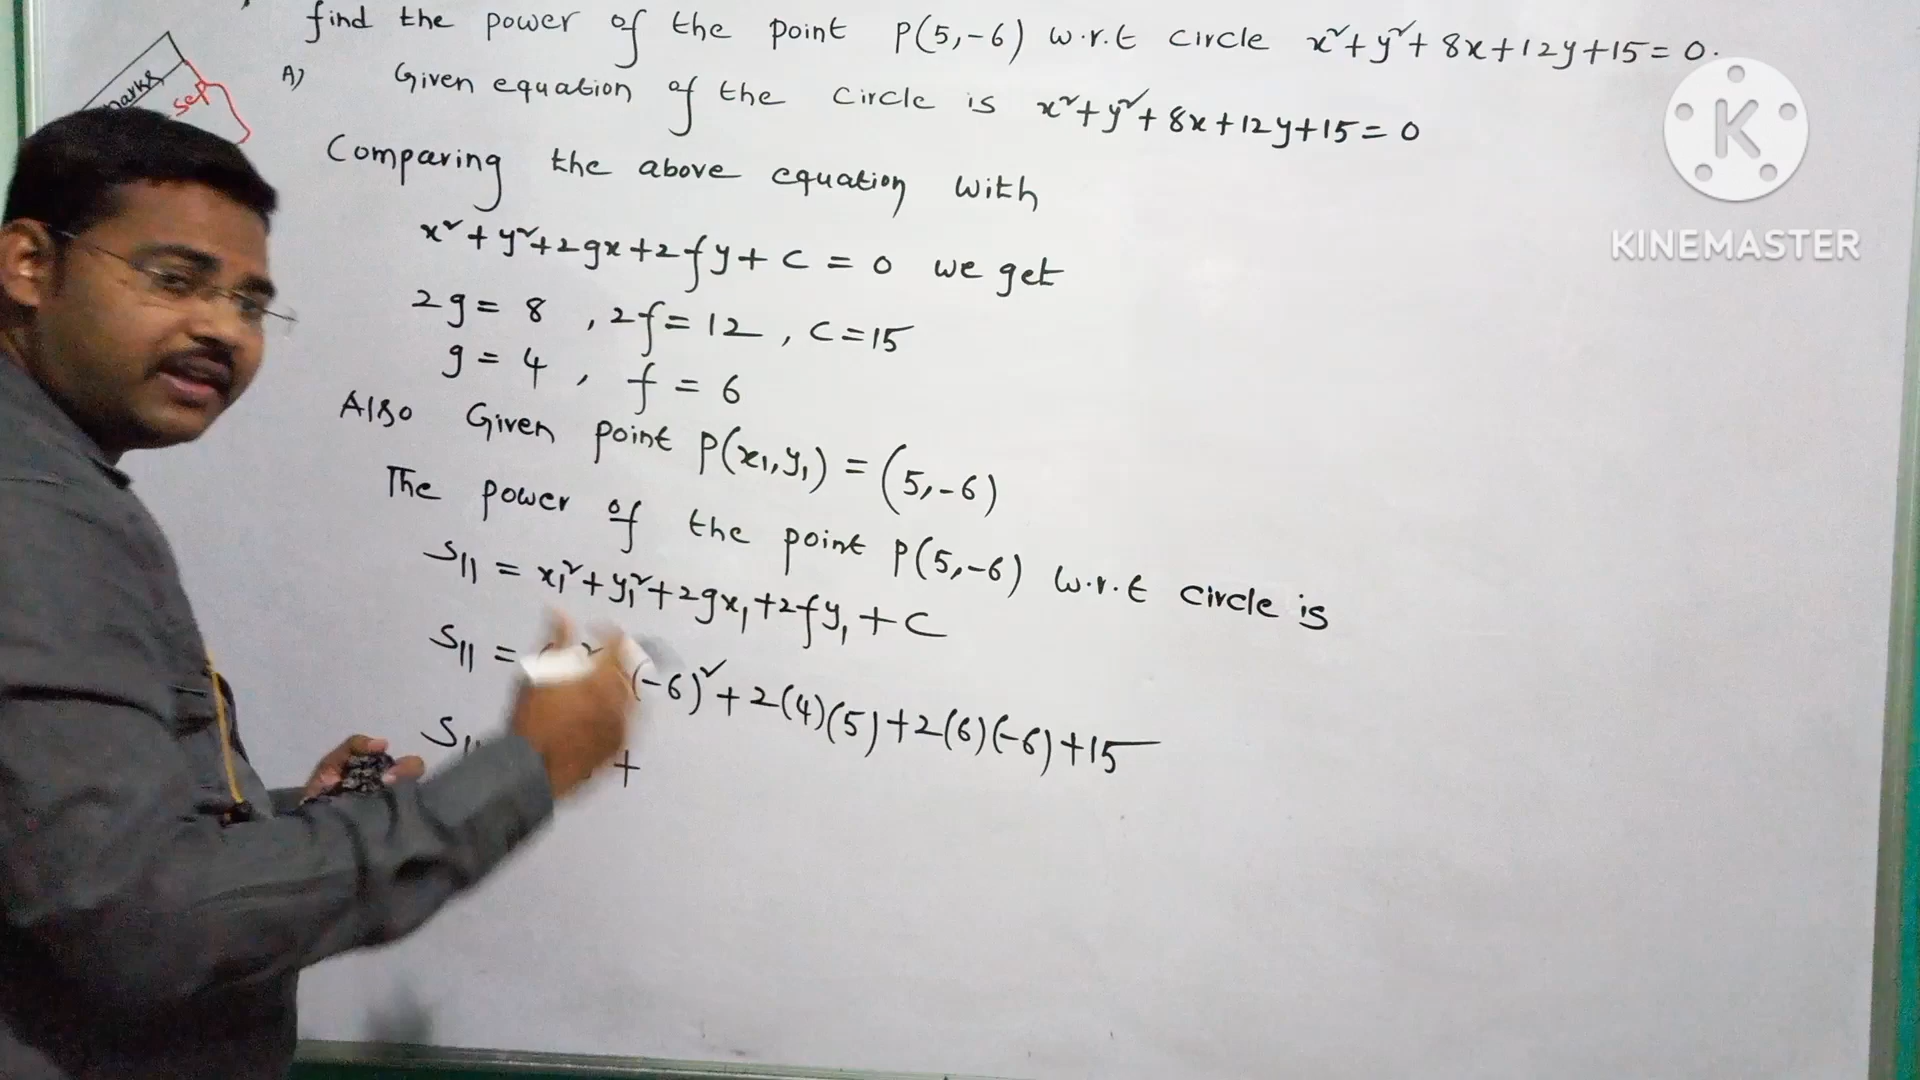 find the power of the point P(5,-6) w.r.t circle x²+y²+8x+12y+15=0.
A) Given equation of the circle is x²+y²+8x+12y+15=0
Comparing the above equation with
x²+y²+2gx+2fy+c=0 we get
2g=8, 2f=12, c=15
g=4, f=6
Also Given point P(x₁,y₁)=(5,-6)
The power of the point P(5,-6) w.r.t circle is
S₁₁=x₁²+y₁²+2gx₁+2fy₁+c
S₁₁= (-6)²+2(4)(5)+2(6)(-6)+15
S₁₁ +
marks
SEP
K
KINEMASTER